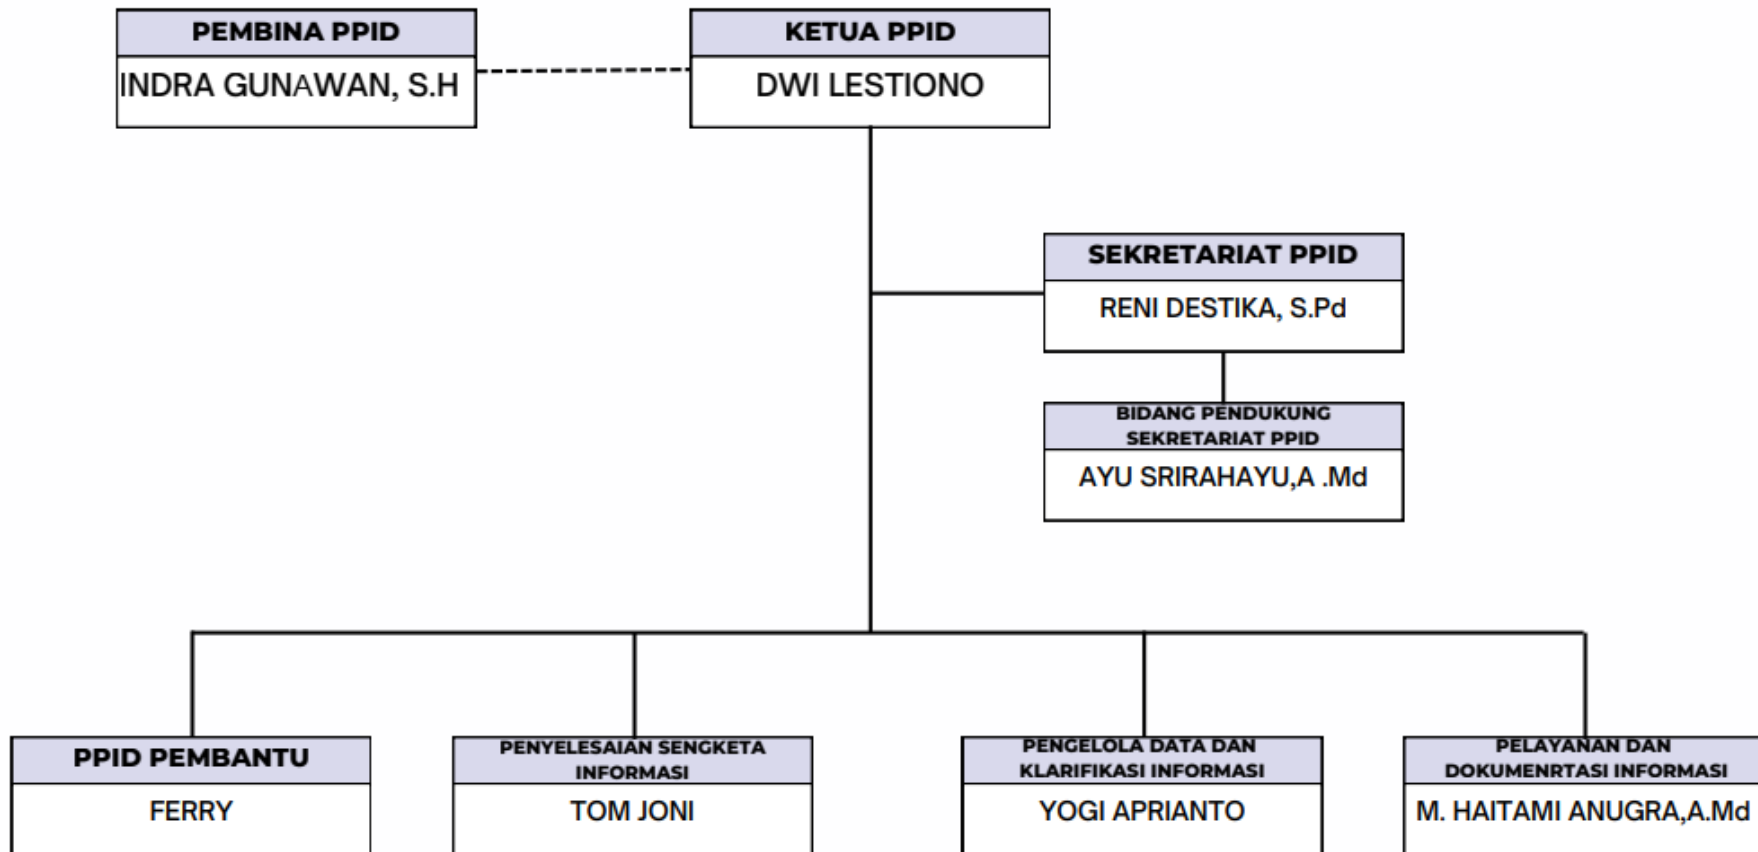 PEMBINA PPID
INDRA GUNAWAN, S.H
KETUA PPID
DWI LESTIONO
SEKRETARIAT PPID
RENI DESTIKA, S.Pd
BIDANG PENDUKUNG
SEKRETARIAT PPID
AYU SRIRAHAYU,A .Md
PPID PEMBANTU
FERRY
PENYELESAIAN SENGKETA
INFORMASI
TOM JONI
PENGELOLA DATA DAN
KLARIFIKASI INFORMASI
YOGI APRIANTO
PELAYANAN DAN
DOKUMENRTASI INFORMASI
M. HAITAMI ANUGRA,A.Md